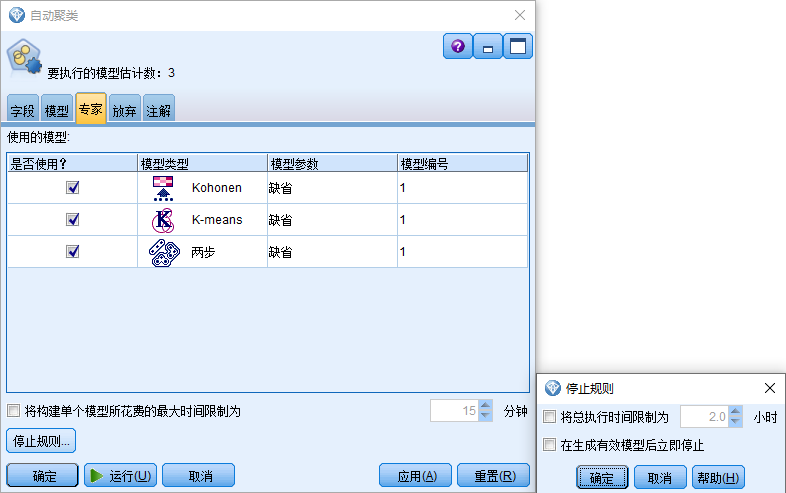 自动聚类
要执行的模型估计数：3
字段 模型 专家 放弃 注解
使用的模型:
是否使用? 模型类型 模型参数 模型编号
Kohonen 缺省 1
K-means 缺省 1
两步 缺省 1
将构建单个模型所花费的最大时间限制为 15 分钟
停止规则...
确定 运行(U) 取消 应用(A) 重置(R)
停止规则
将总执行时间限制为 2.0 小时
在生成有效模型后立即停止
确定 取消 帮助(H)